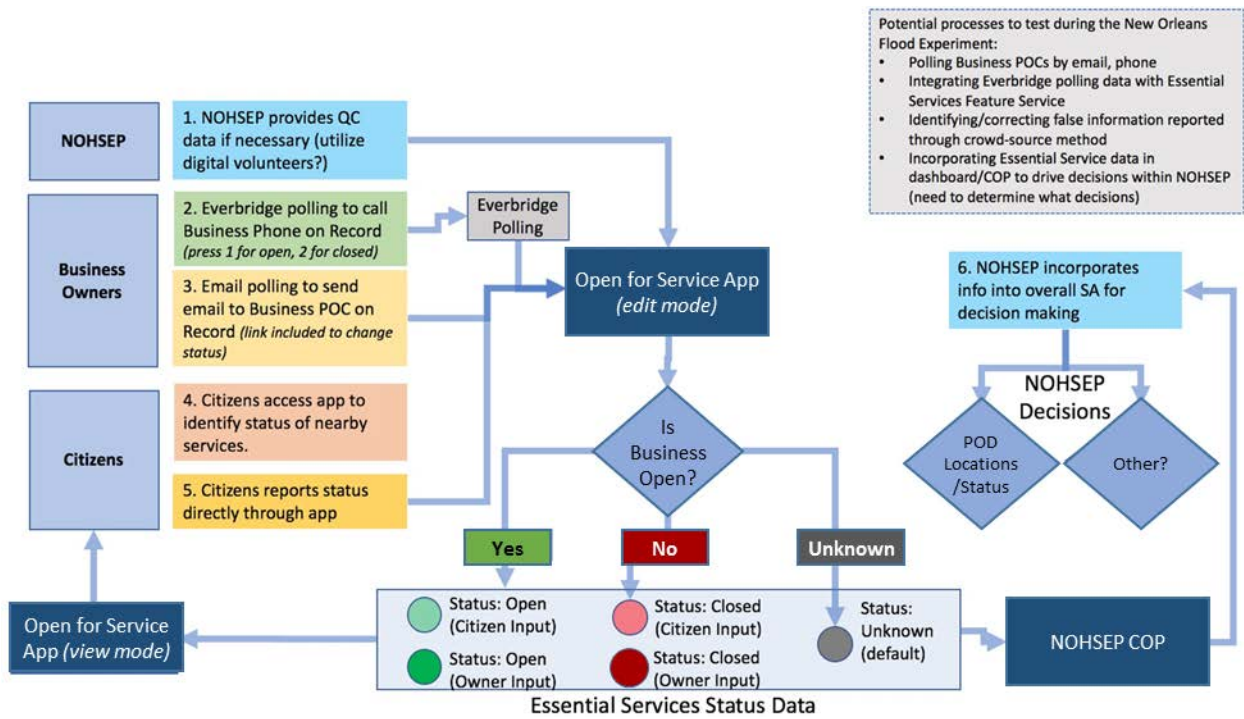 Potential processes to test during the New Orleans
Flood Experiment:
• Polling Business POCs by email, phone
• Integrating Everbridge polling data with Essential
Services Feature Service
• Identifying/correcting false information reported
through crowd-source method
• Incorporating Essential Service data in
dashboard/COP to drive decisions within NOHSEP
(need to determine what decisions)
NOHSEP
1. NOHSEP provides QC
data if necessary (utilize
digital volunteers?)
Business
Owners
2. Everbridge polling to call
Business Phone on Record
(press 1 for open, 2 for closed)
Everbridge
Polling
3. Email polling to send
email to Business POC on
Record (link included to change
status)
Open for Service App
(edit mode)
6. NOHSEP incorporates
info into overall SA for
decision making
NOHSEP
Decisions
POD
Locations
/Status
Other?
Citizens
4. Citizens access app to
identify status of nearby
services.
5. Citizens reports status
directly through app
Is
Business
Open?
Yes
No
Unknown
Open for Service
App (view mode)
Status: Open
(Citizen Input)
Status: Closed
(Citizen Input)
Status:
Unknown
(default)
Status: Open
(Owner Input)
Status: Closed
(Owner Input)
NOHSEP COP
Essential Services Status Data